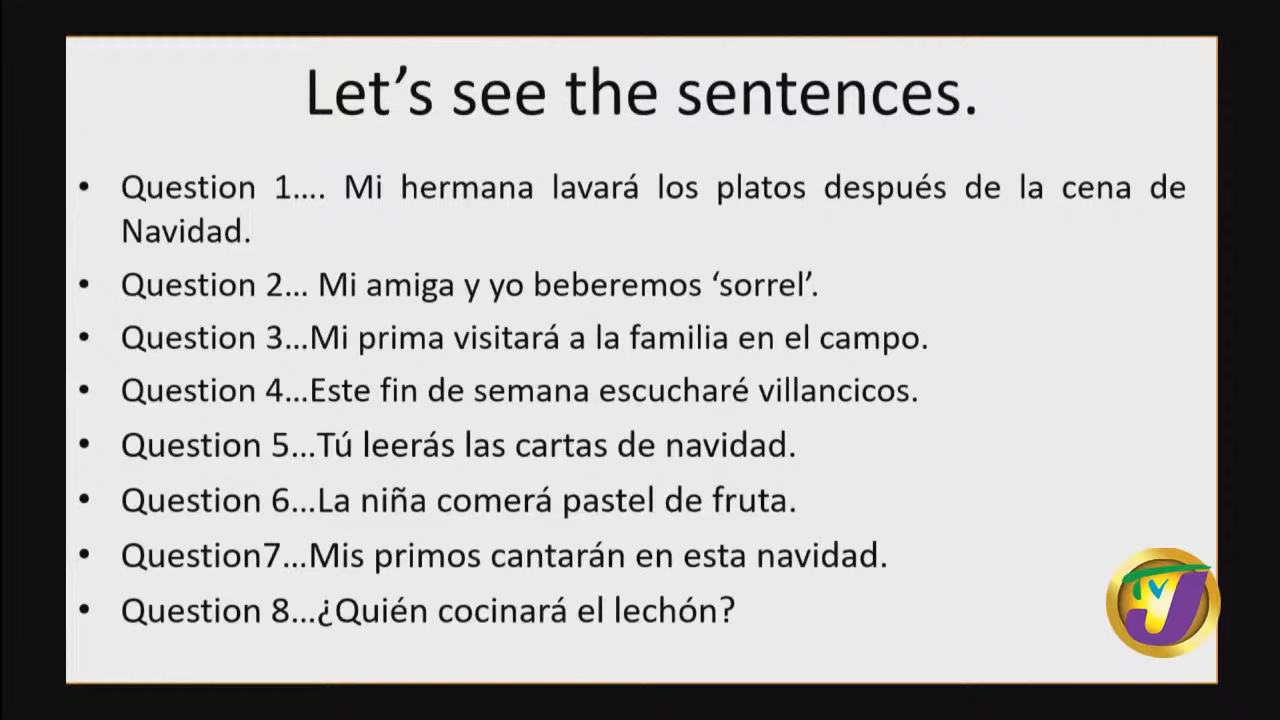 Let’s see the sentences.
• Question 1.... Mi hermana lavará los platos después de la cena de
Navidad.
• Question 2... Mi amiga y yo beberemos ‘sorrel’.
• Question 3...Mi prima visitará a la familia en el campo.
• Question 4...Este fin de semana escucharé villancicos.
• Question 5...Tú leerás las cartas de navidad.
• Question 6...La niña comerá pastel de fruta.
• Question7...Mis primos cantarán en esta navidad.
• Question 8...¿Quién cocinará el lechón?
TVJ